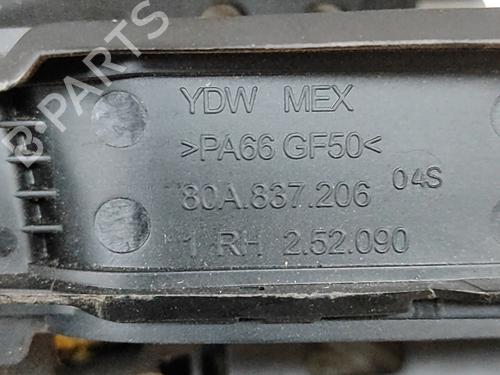 YDW MEX
>PA66 GF50<
80A.837.206 04S
1 RH 2.52.090
B-PARTS